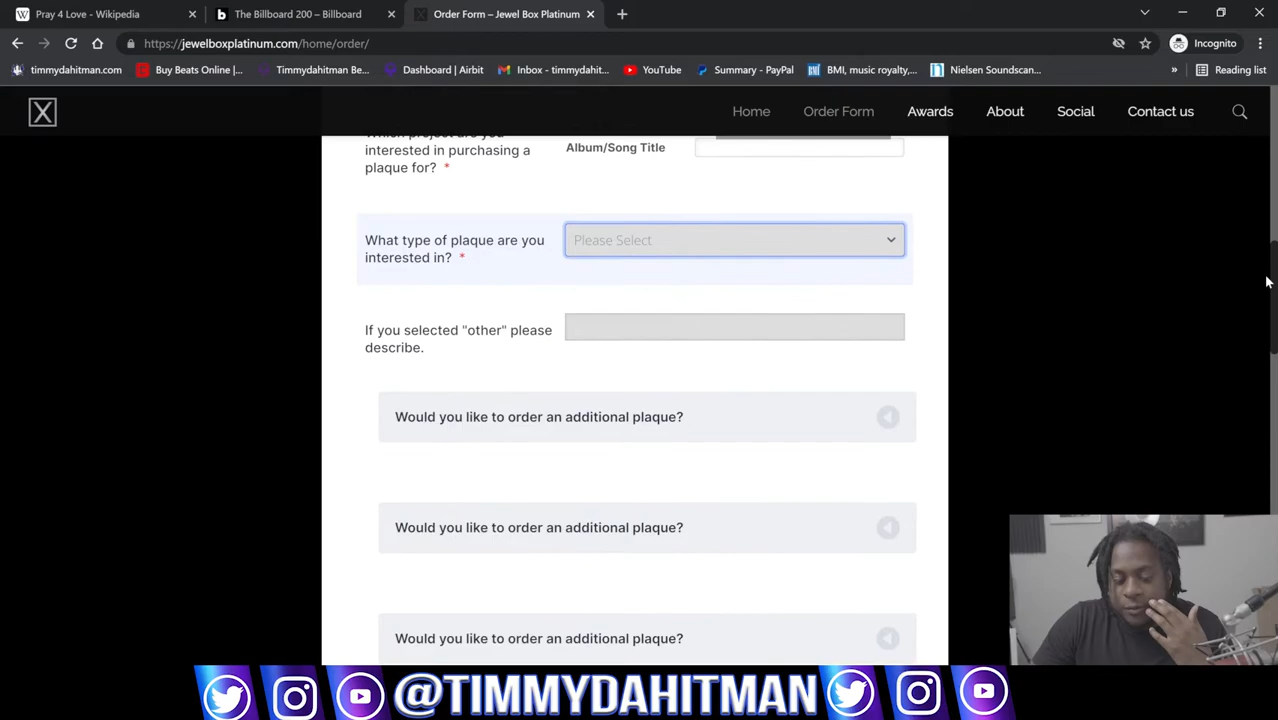 Pray 4 Love - Wikipedia
The Billboard 200 – Billboard
Order Form – Jewel Box Platinum
https://jewelboxplatinum.com/home/order/
Incognito
timmydahitman.com
Buy Beats Online |...
Timmydahitman Be...
Dashboard | Airbit
Inbox - timmydahit...
YouTube
Summary - PayPal
BMI, music royalty,...
Nielsen Soundscan...
»
Reading list
X
Home
Order Form
Awards
About
Social
Contact us
Which project are you
interested in purchasing a
plaque for? *
Album/Song Title
What type of plaque are you
interested in? *
Please Select
If you selected "other" please
describe.
Would you like to order an additional plaque?
Would you like to order an additional plaque?
Would you like to order an additional plaque?
@TIMMYDAHITMAN